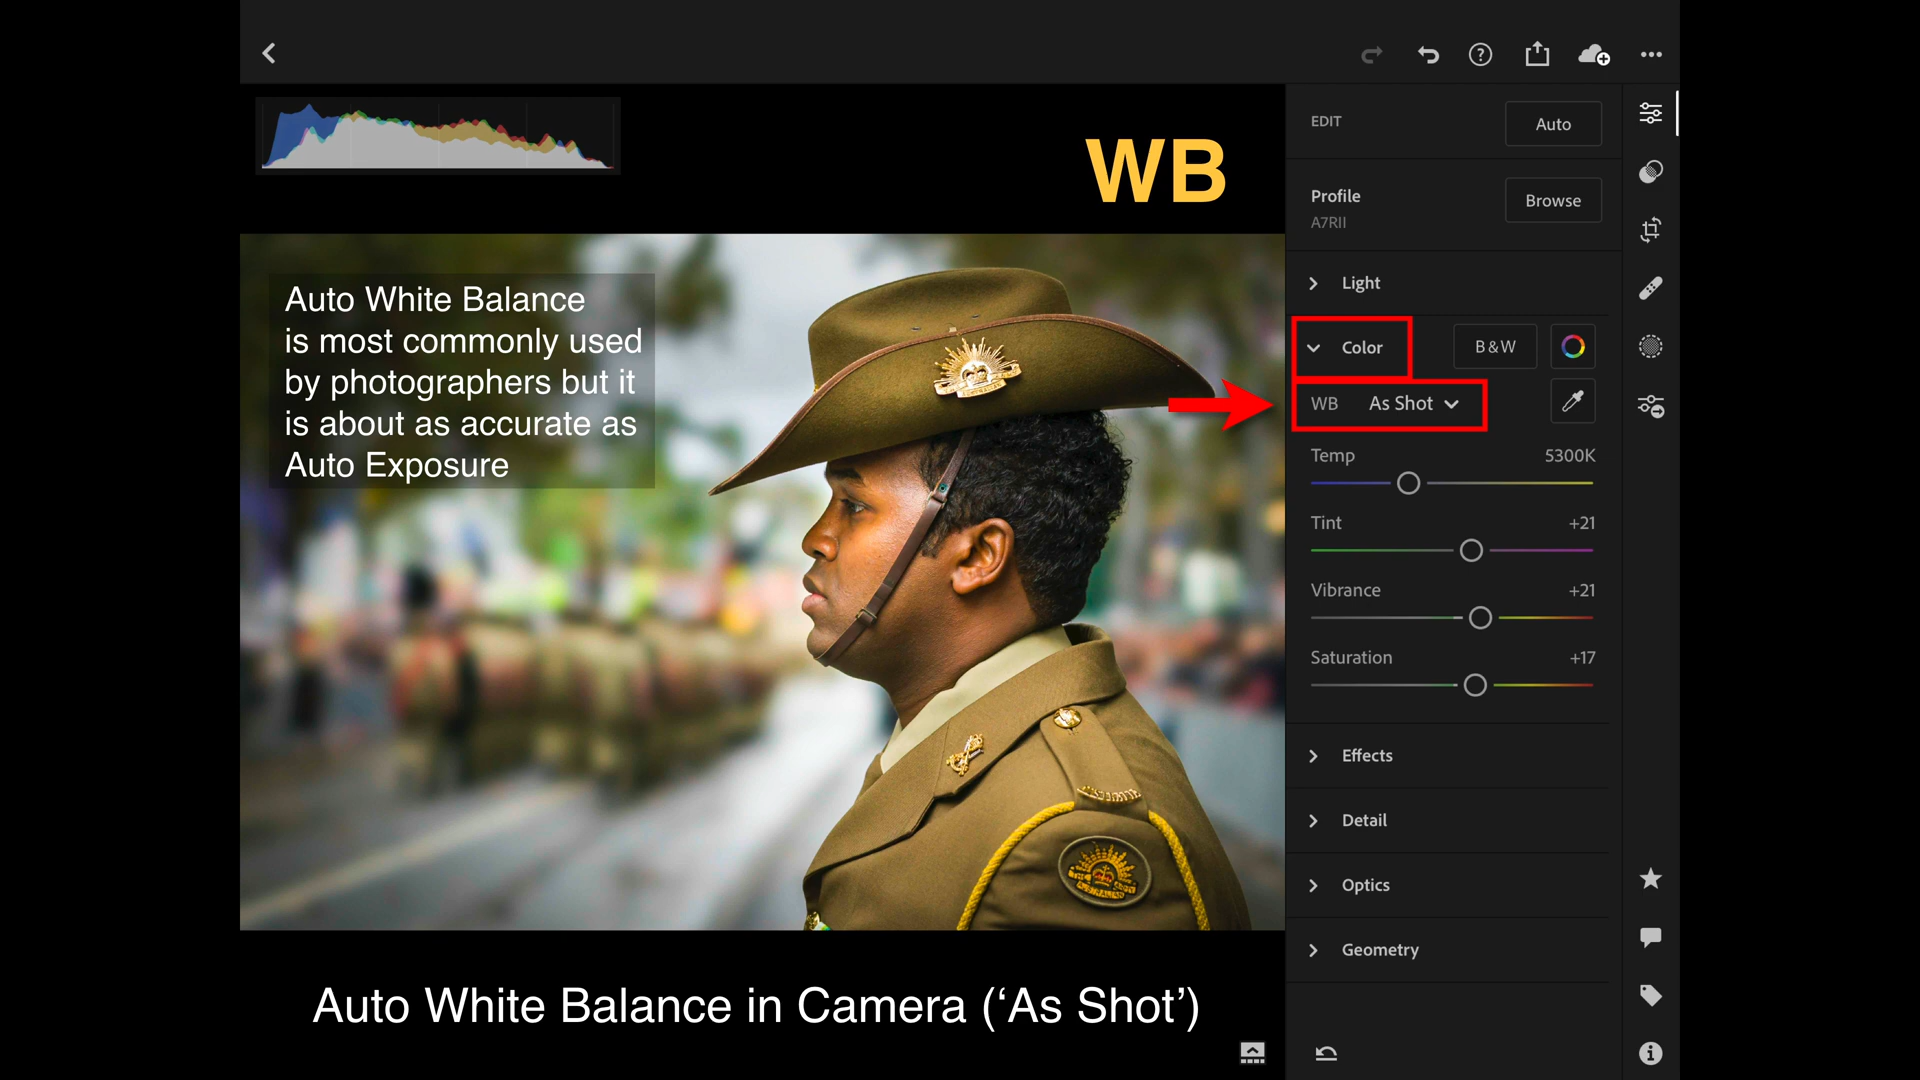 WB
Auto White Balance
is most commonly used
by photographers but it
is about as accurate as
Auto Exposure
Auto White Balance in Camera (‘As Shot’)
EDIT
Auto
Profile
A7RII
Browse
Light
Color
B&W
WB As Shot
Temp 5300K
Tint +21
Vibrance +21
Saturation +17
Effects
Detail
Optics
Geometry